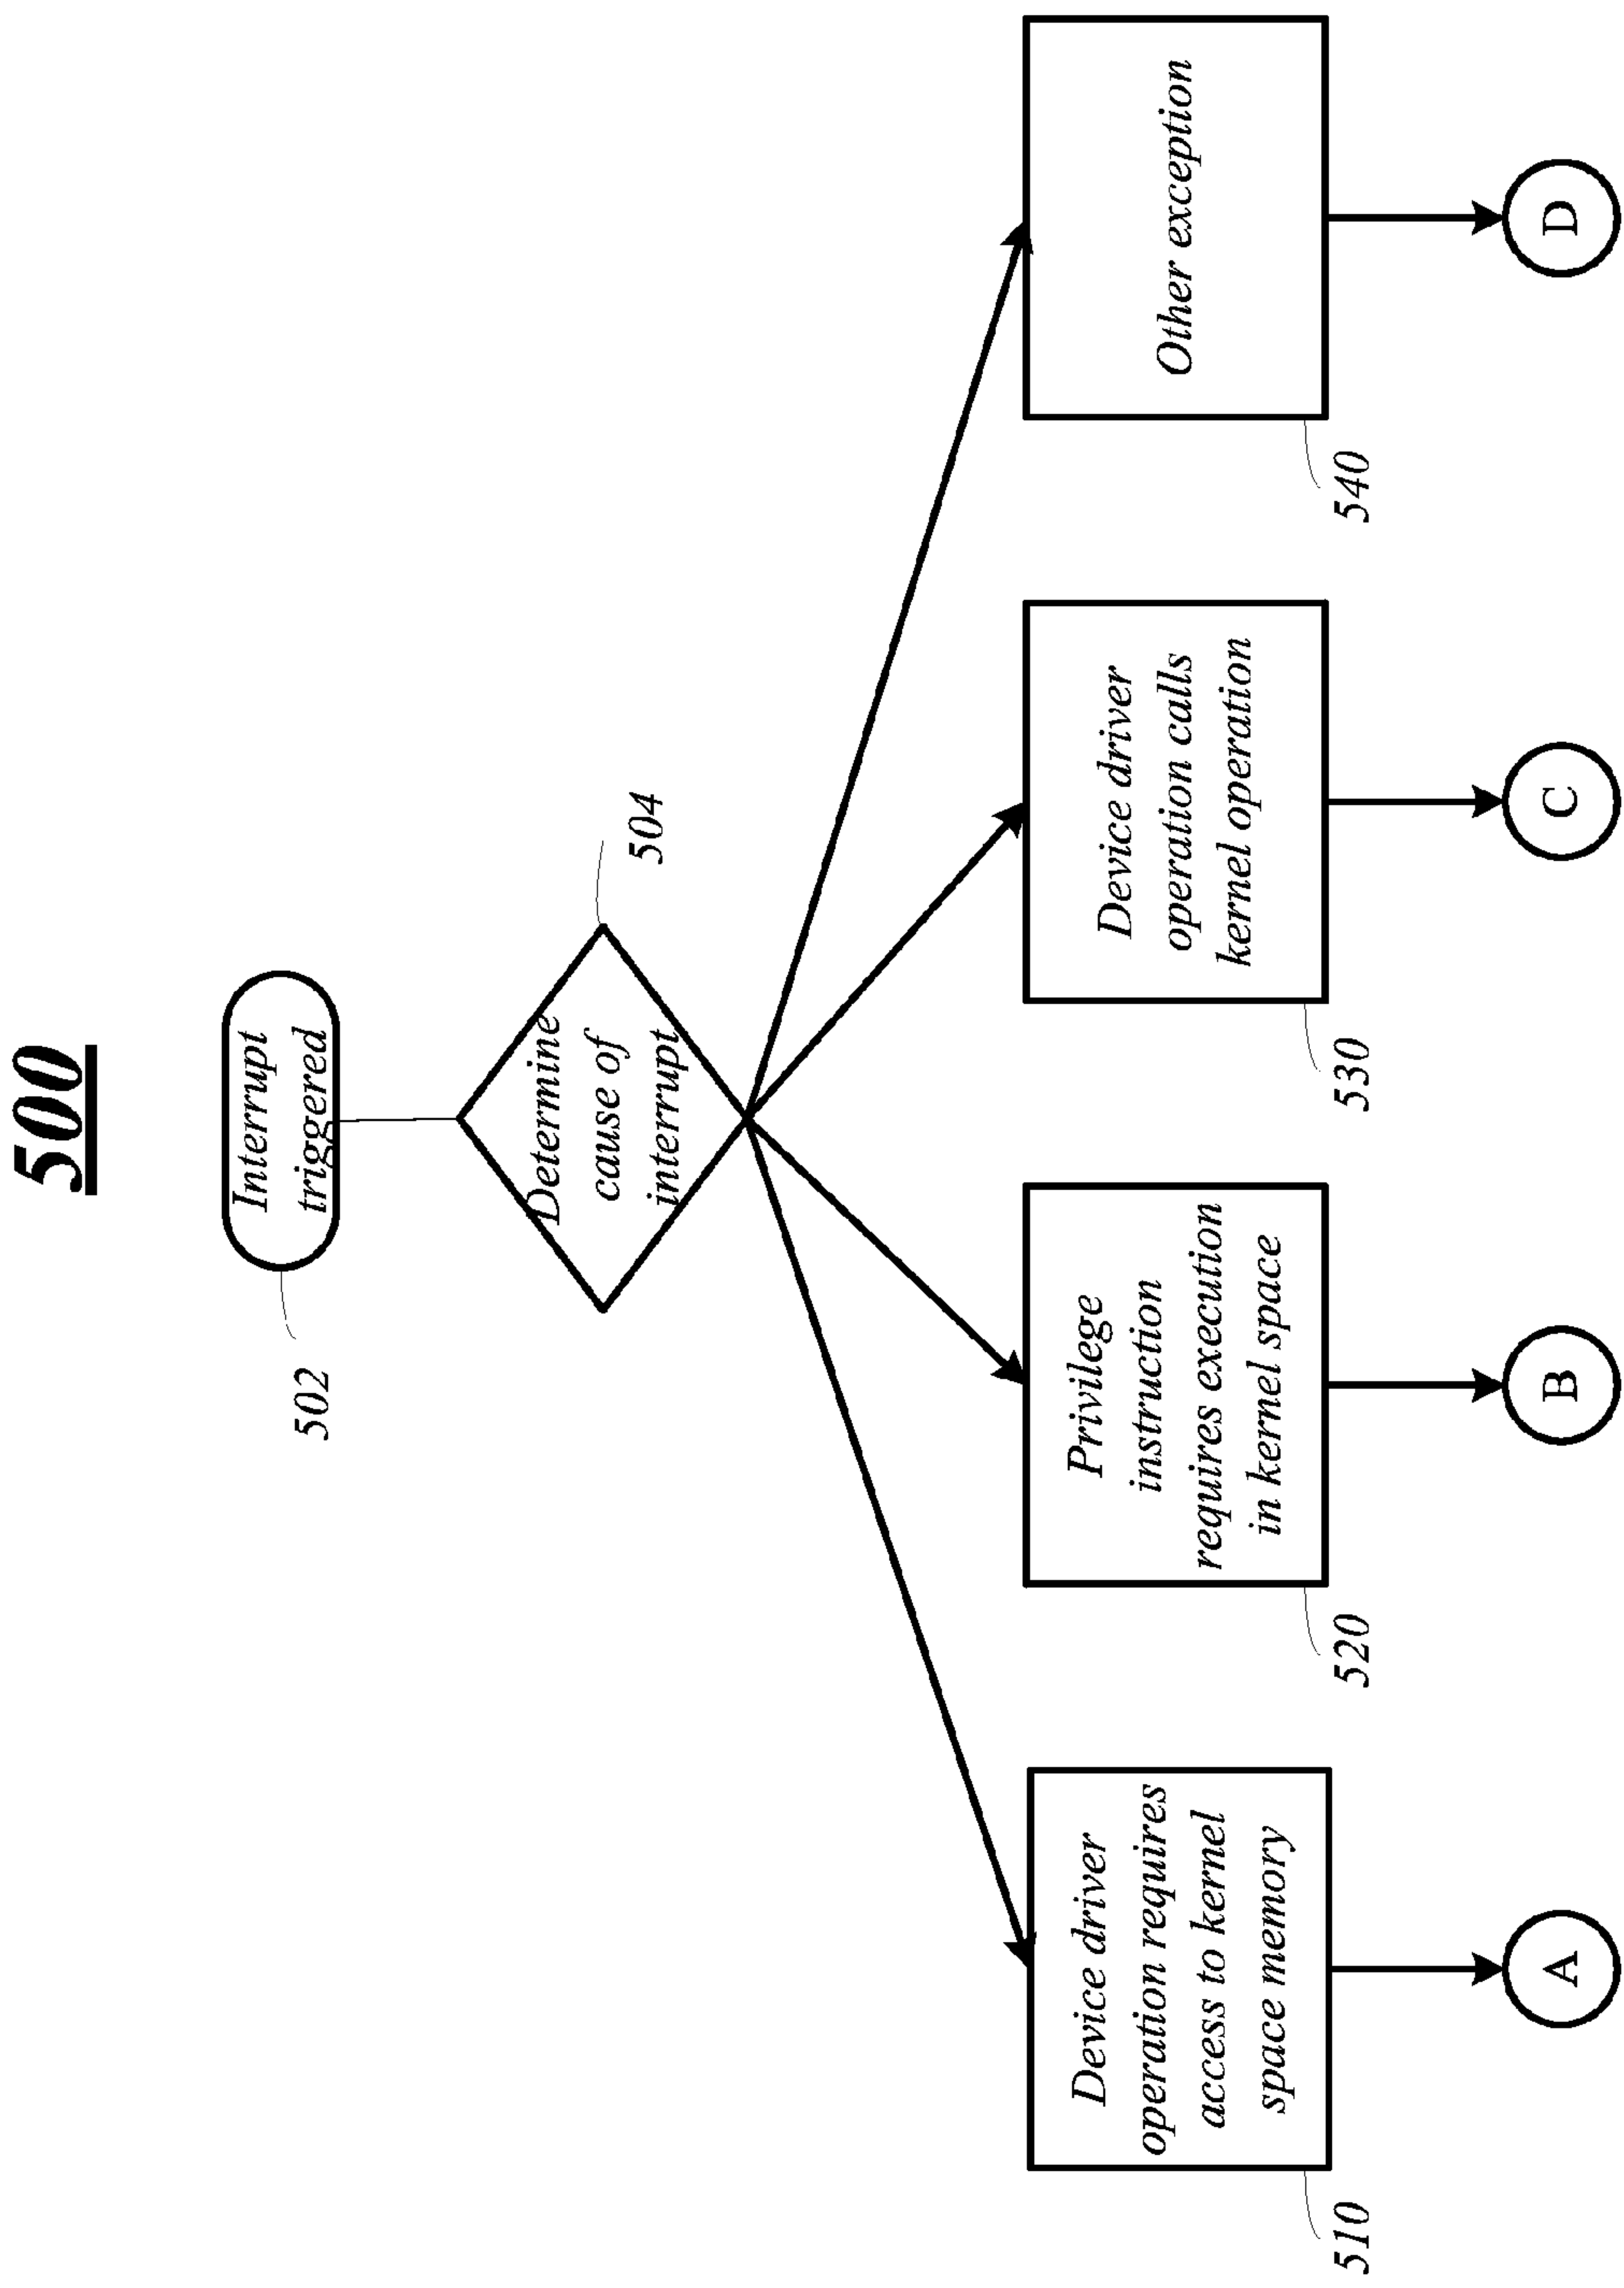 500
502
Interrupt
triggered
504
Determine
cause of
interrupt
510
Device driver
operation requires
access to kernel
space memory
520
Privilege
instruction
requires execution
in kernel space
530
Device driver
operation calls
kernel operation
540
Other exception
A
B
C
D